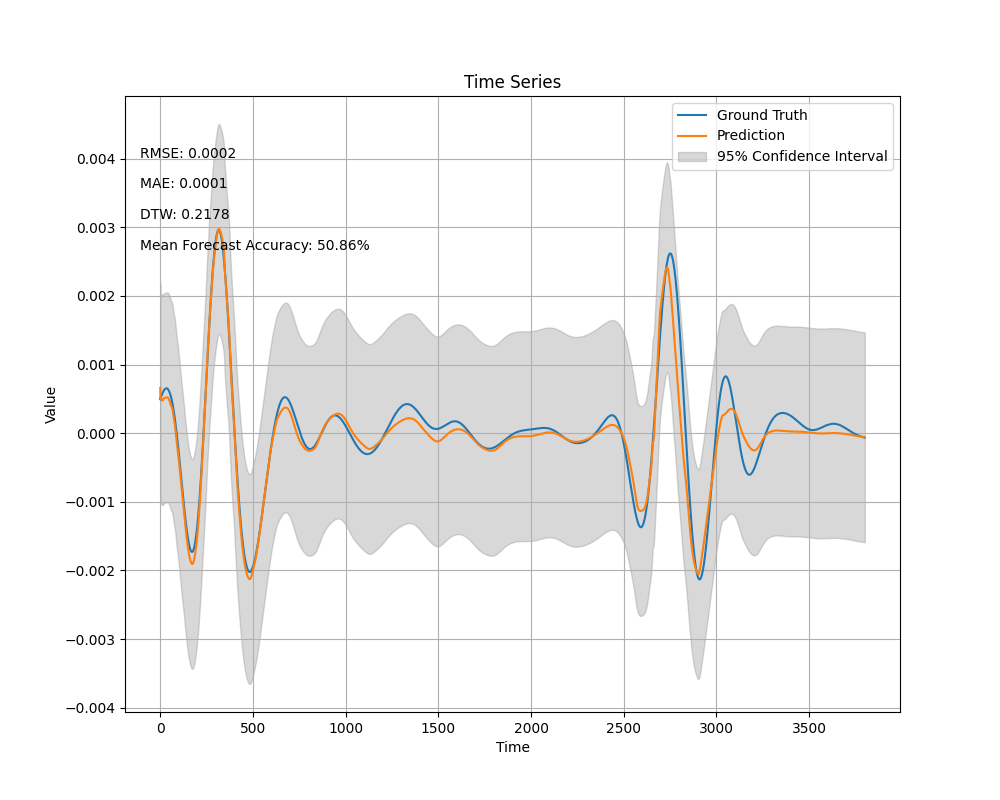 Time Series
Ground Truth
Prediction
95% Confidence Interval
RMSE: 0.0002
MAE: 0.0001
DTW: 0.2178
Mean Forecast Accuracy: 50.86%
Value
0.004
0.003
0.002
0.001
0.000
−0.001
−0.002
−0.003
−0.004
0 500 1000 1500 2000 2500 3000 3500
Time